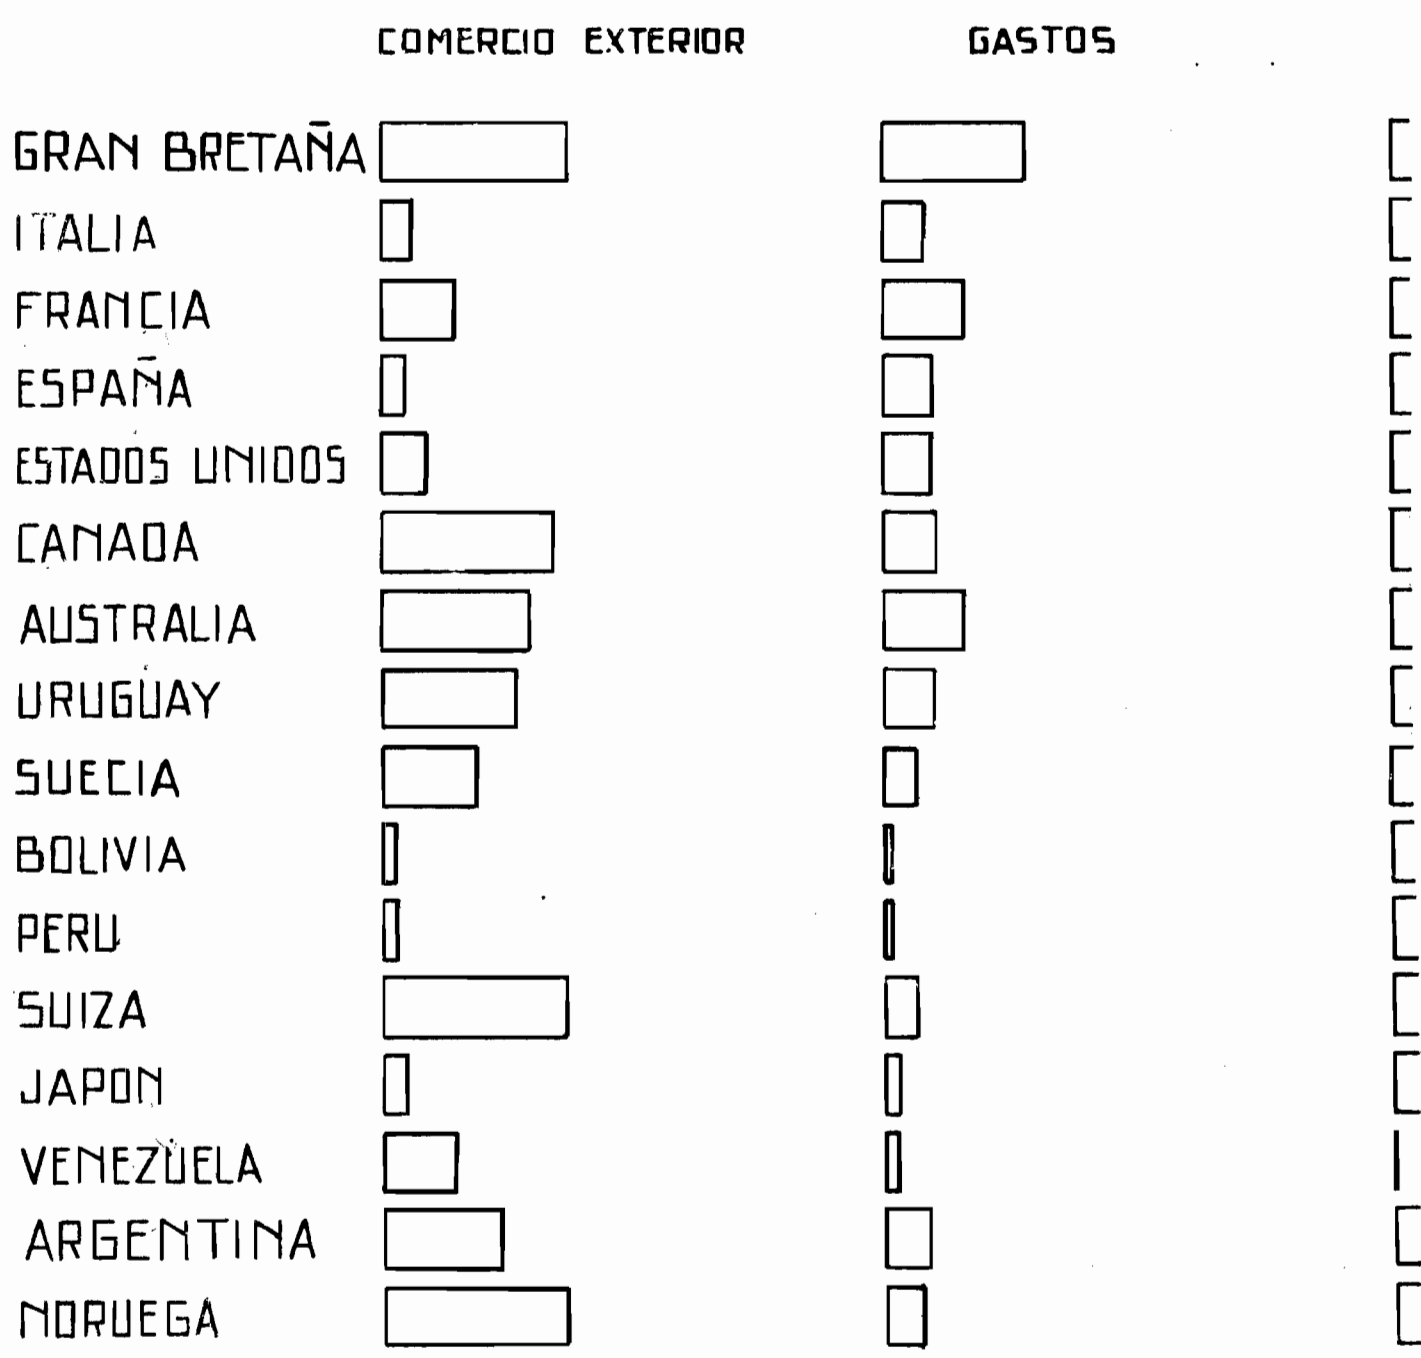 COMERCIO EXTERIOR GASTOS
GRAN BRETAÑA
ITALIA
FRANCIA
ESPAÑA
ESTADOS UNIDOS
CANADA
AUSTRALIA
URUGUAY
SUECIA
BOLIVIA
PERU
SUIZA
JAPON
VENEZUELA
ARGENTINA
NORUEGA